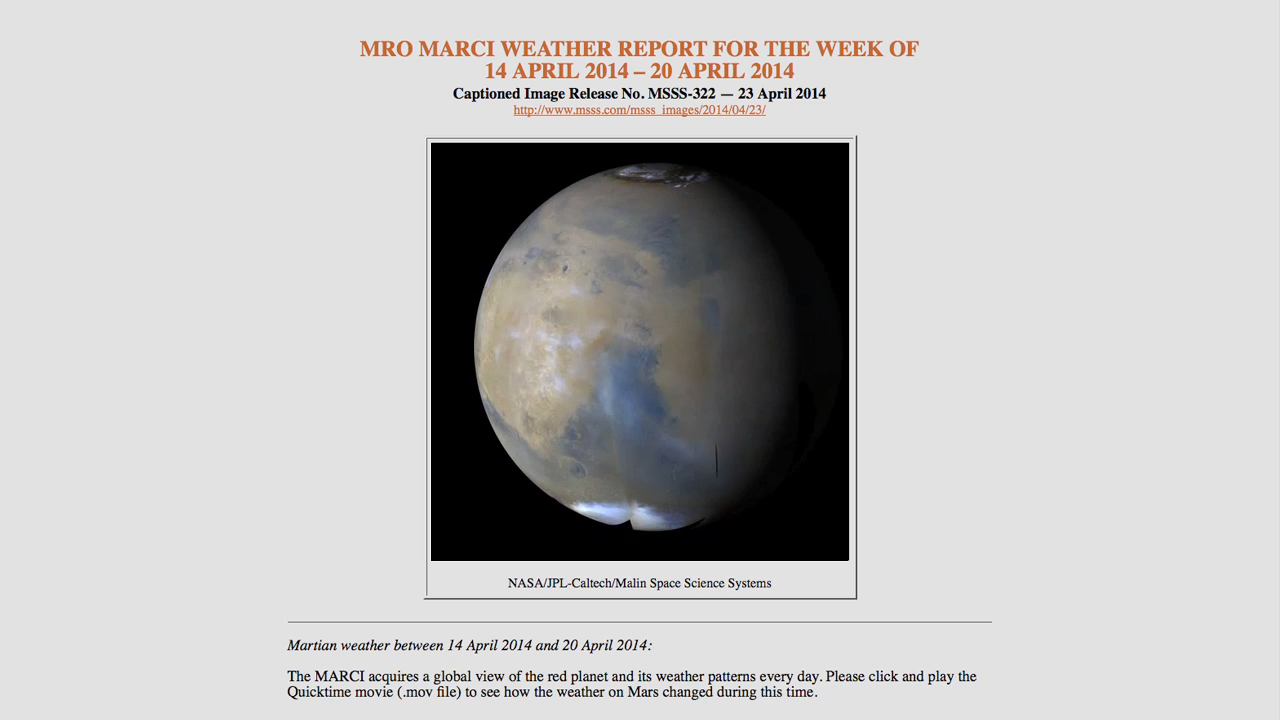 MRO MARCI WEATHER REPORT FOR THE WEEK OF
14 APRIL 2014 – 20 APRIL 2014
Captioned Image Release No. MSSS-322 — 23 April 2014
http://www.msss.com/msss_images/2014/04/23/
NASA/JPL-Caltech/Malin Space Science Systems
Martian weather between 14 April 2014 and 20 April 2014:
The MARCI acquires a global view of the red planet and its weather patterns every day. Please click and play the
Quicktime movie (.mov file) to see how the weather on Mars changed during this time.